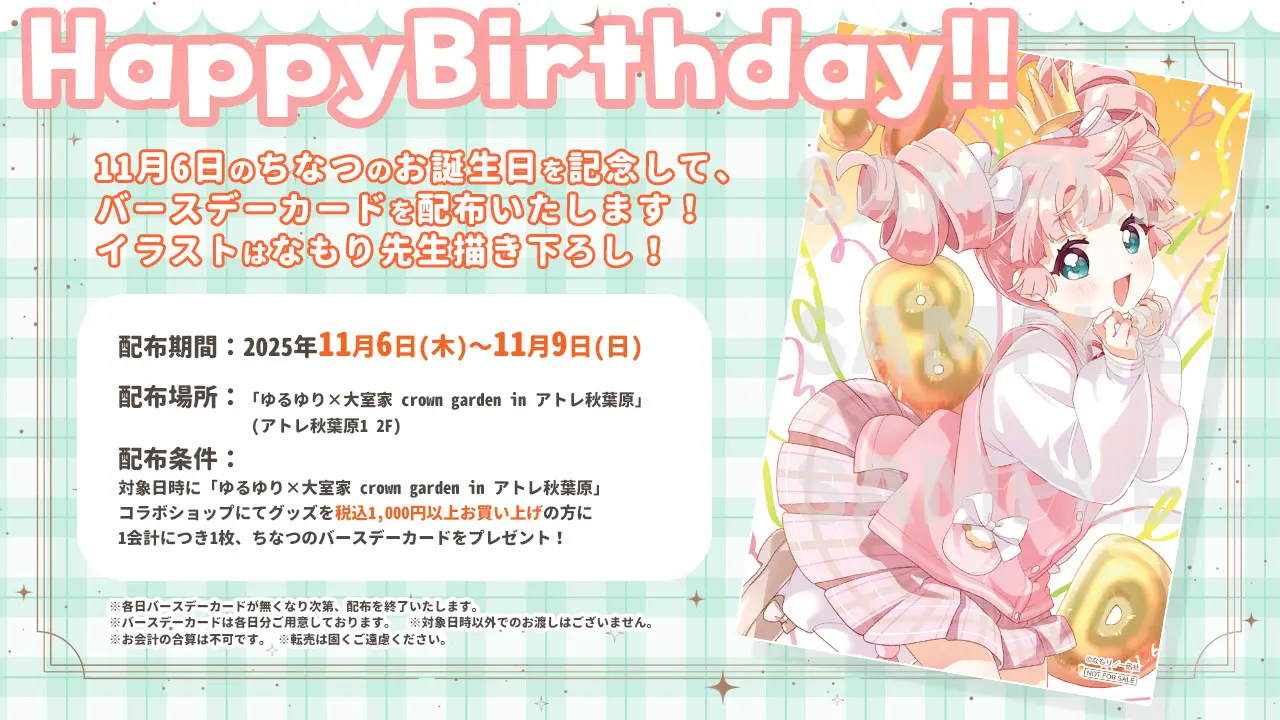 HappyBirthday!!
11月6日のちなつのお誕生日を記念して、
バースデーカードを配布いたします！
イラストはなもり先生描き下ろし！
配布期間：2025年11月6日(木)～11月9日(日)
配布場所：「ゆるゆり×大室家 crown garden in アトレ秋葉原」
(アトレ秋葉原1 2F)
配布条件：
対象日時に「ゆるゆり×大室家 crown garden in アトレ秋葉原」
コラボショップにてグッズを税込1,000円以上お買い上げの方に
1会計につき1枚、ちなつのバースデーカードをプレゼント！
※各日バースデーカードが無くなり次第、配布を終了いたします。
※バースデーカードは各日分ご用意しております。 ※対象日時以外でのお渡しはございません。
※お会計の合算は不可です。 ※転売は固くご遠慮ください。
SAMPLE
SAMPLE
SAMPLE
©なもり／一迅社
NOT FOR SALE